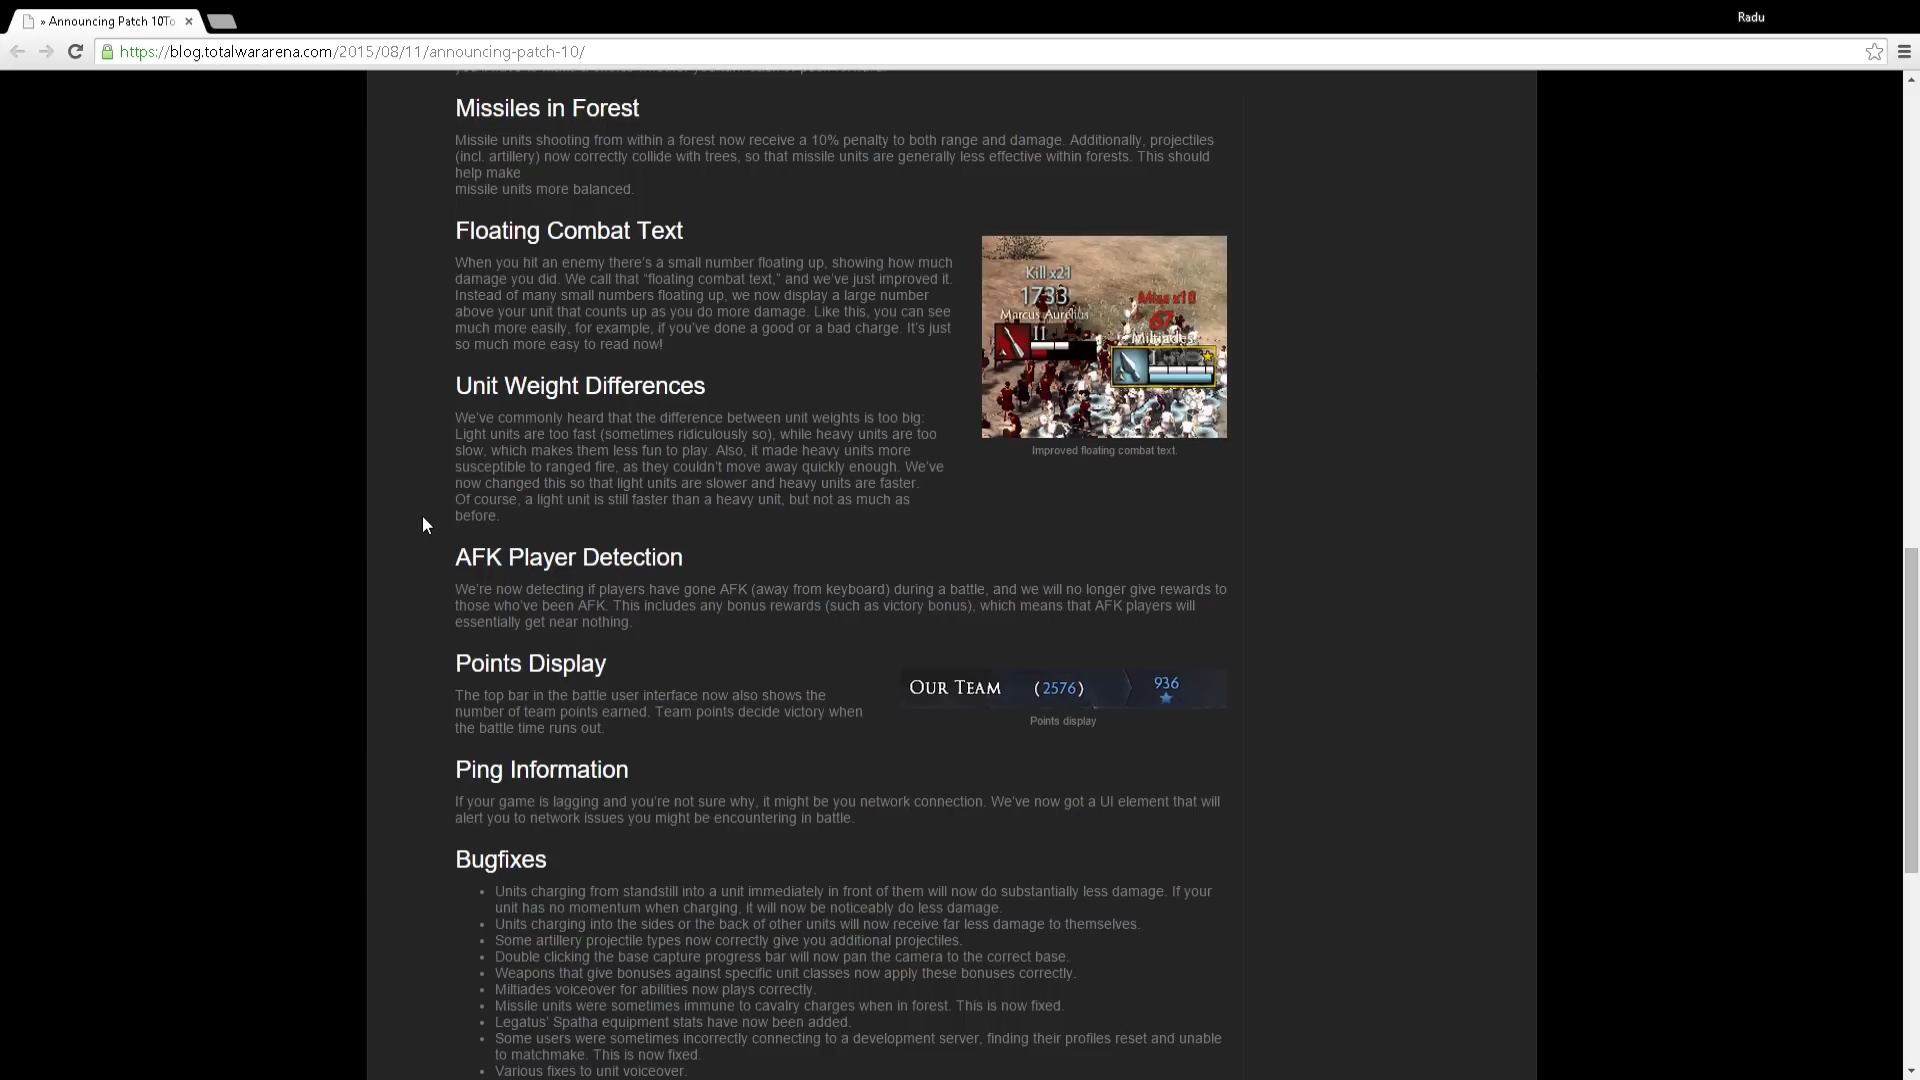 » Announcing Patch 10To
Radu
https://blog.totalwararena.com/2015/08/11/announcing-patch-10/
Missiles in Forest
Missile units shooting from within a forest now receive a 10% penalty to both range and damage. Additionally, projectiles
(incl. artillery) now correctly collide with trees, so that missile units are generally less effective within forests. This should
help make
missile units more balanced.
Floating Combat Text
When you hit an enemy there's a small number floating up, showing how much
damage you did. We call that “floating combat text,” and we've just improved it.
Instead of many small numbers floating up, we now display a large number
above your unit that counts up as you do more damage. Like this, you can see
much more easily, for example, if you've done a good or a bad charge. It's just
so much more easy to read now!
Kill x21
1733
Marcus Aurelius
II
Miss x18
67
Miltiades
I
Improved floating combat text.
Unit Weight Differences
We've commonly heard that the difference between unit weights is too big:
Light units are too fast (sometimes ridiculously so), while heavy units are too
slow, which makes them less fun to play. Also, it made heavy units more
susceptible to ranged fire, as they couldn't move away quickly enough. We've
now changed this so that light units are slower and heavy units are faster.
Of course, a light unit is still faster than a heavy unit, but not as much as
before.
AFK Player Detection
We're now detecting if players have gone AFK (away from keyboard) during a battle, and we will no longer give rewards to
those who've been AFK. This includes any bonus rewards (such as victory bonus), which means that AFK players will
essentially get near nothing.
Points Display
The top bar in the battle user interface now also shows the
number of team points earned. Team points decide victory when
the battle time runs out.
OUR TEAM (2576) 936
Points display
Ping Information
If your game is lagging and you're not sure why, it might be you network connection. We've now got a UI element that will
alert you to network issues you might be encountering in battle.
Bugfixes
• Units charging from standstill into a unit immediately in front of them will now do substantially less damage. If your
unit has no momentum when charging, it will now be noticeably do less damage.
• Units charging into the sides or the back of other units will now receive far less damage to themselves.
• Some artillery projectile types now correctly give you additional projectiles.
• Double clicking the base capture progress bar will now pan the camera to the correct base.
• Weapons that give bonuses against specific unit classes now apply these bonuses correctly.
• Miltiades voiceover for abilities now plays correctly.
• Missile units were sometimes immune to cavalry charges when in forest. This is now fixed.
• Legatus' Spatha equipment stats have now been added.
• Some users were sometimes incorrectly connecting to a development server, finding their profiles reset and unable
to matchmake. This is now fixed.
• Various fixes to unit voiceover.